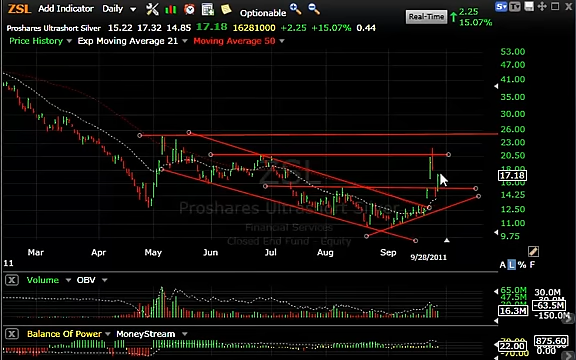 ZSL Add Indicator Daily Optionable Real-Time 2.25 15.07%
Proshares Ultrashort Silver 15.22 17.32 14.85 17.18 16281000 +2.25 +15.07% 0.44
Price History Exp Moving Average 21 Moving Average 50
53.00
47.00
41.00
35.00
30.00
26.00
23.00
20.50
17.18
16.00
14.25
12.50
11.00
9.75
ZSL
Proshares Ultrashort Silver
Financial Services
Closed End Fund - Equity
Mar Apr May Jun Jul Aug Sep 9/28/2011
11
A L % F
X Volume OBV
30.0M
47.5M
16.3M
-63.5M
-150.0M
X Balance Of Power MoneyStream
22.00
875.60